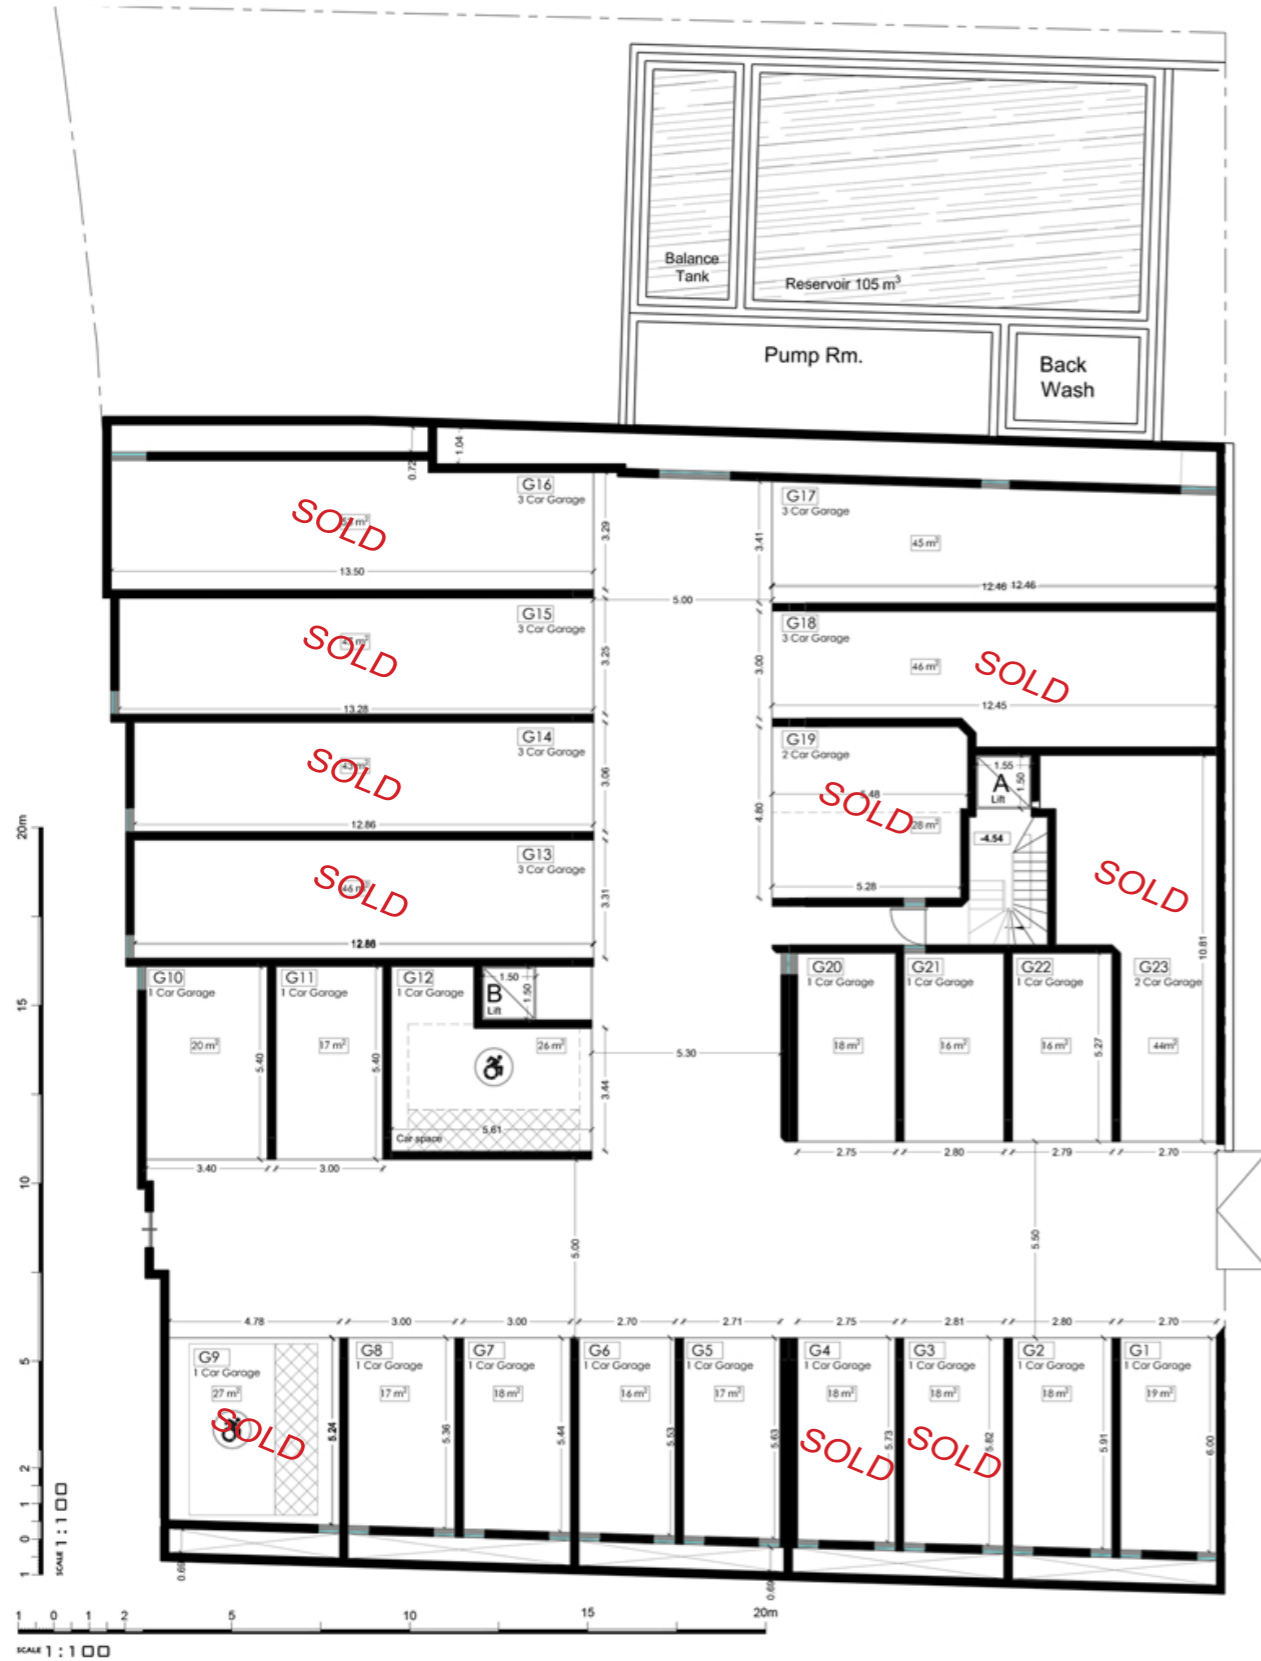 Balance
Tank
Reservoir 105 m³
Pump Rm.
Back
Wash
0.72
1.04
G16
3 Car Garage
SOLD
13.50
3.29
G17
3 Car Garage
45 m²
3.41
12.46 12.46
5.00
G15
3 Car Garage
SOLD
13.28
3.25
G18
3 Car Garage
46 m²
SOLD
3.00
12.45
G14
3 Car Garage
SOLD
12.86
3.06
G19
2 Car Garage
5.48
SOLD
28 m²
4.80
5.28
1.55
1.50
A
Lift
-4.54
G13
3 Car Garage
46 m²
SOLD
12.86
3.31
SOLD
10.81
G10
1 Car Garage
20 m²
5.40
3.40
G11
1 Car Garage
17 m²
5.40
3.00
G12
1 Car Garage
1.50
1.50
B
Lift
26 m²
3.44
5.61
Car space
5.30
G20
1 Car Garage
18 m²
2.75
G21
1 Car Garage
16 m²
2.80
G22
1 Car Garage
16 m²
5.27
2.79
G23
2 Car Garage
44m²
2.70
5.00
5.50
4.78
3.00
3.00
2.70
2.71
2.75
2.81
2.80
2.70
G9
1 Car Garage
27 m²
SOLD
5.24
G8
1 Car Garage
17 m²
5.36
G7
1 Car Garage
18 m²
5.44
G6
1 Car Garage
16 m²
5.53
G5
1 Car Garage
17 m²
5.63
G4
1 Car Garage
18 m²
SOLD
5.73
G3
1 Car Garage
18 m²
SOLD
5.82
G2
1 Car Garage
18 m²
5.91
G1
1 Car Garage
19 m²
6.00
0.69
0.69
20m
15
10
5
2
1
0
1
SCALE 1:100
1 0 1 2 5 10 15 20m
SCALE 1:100